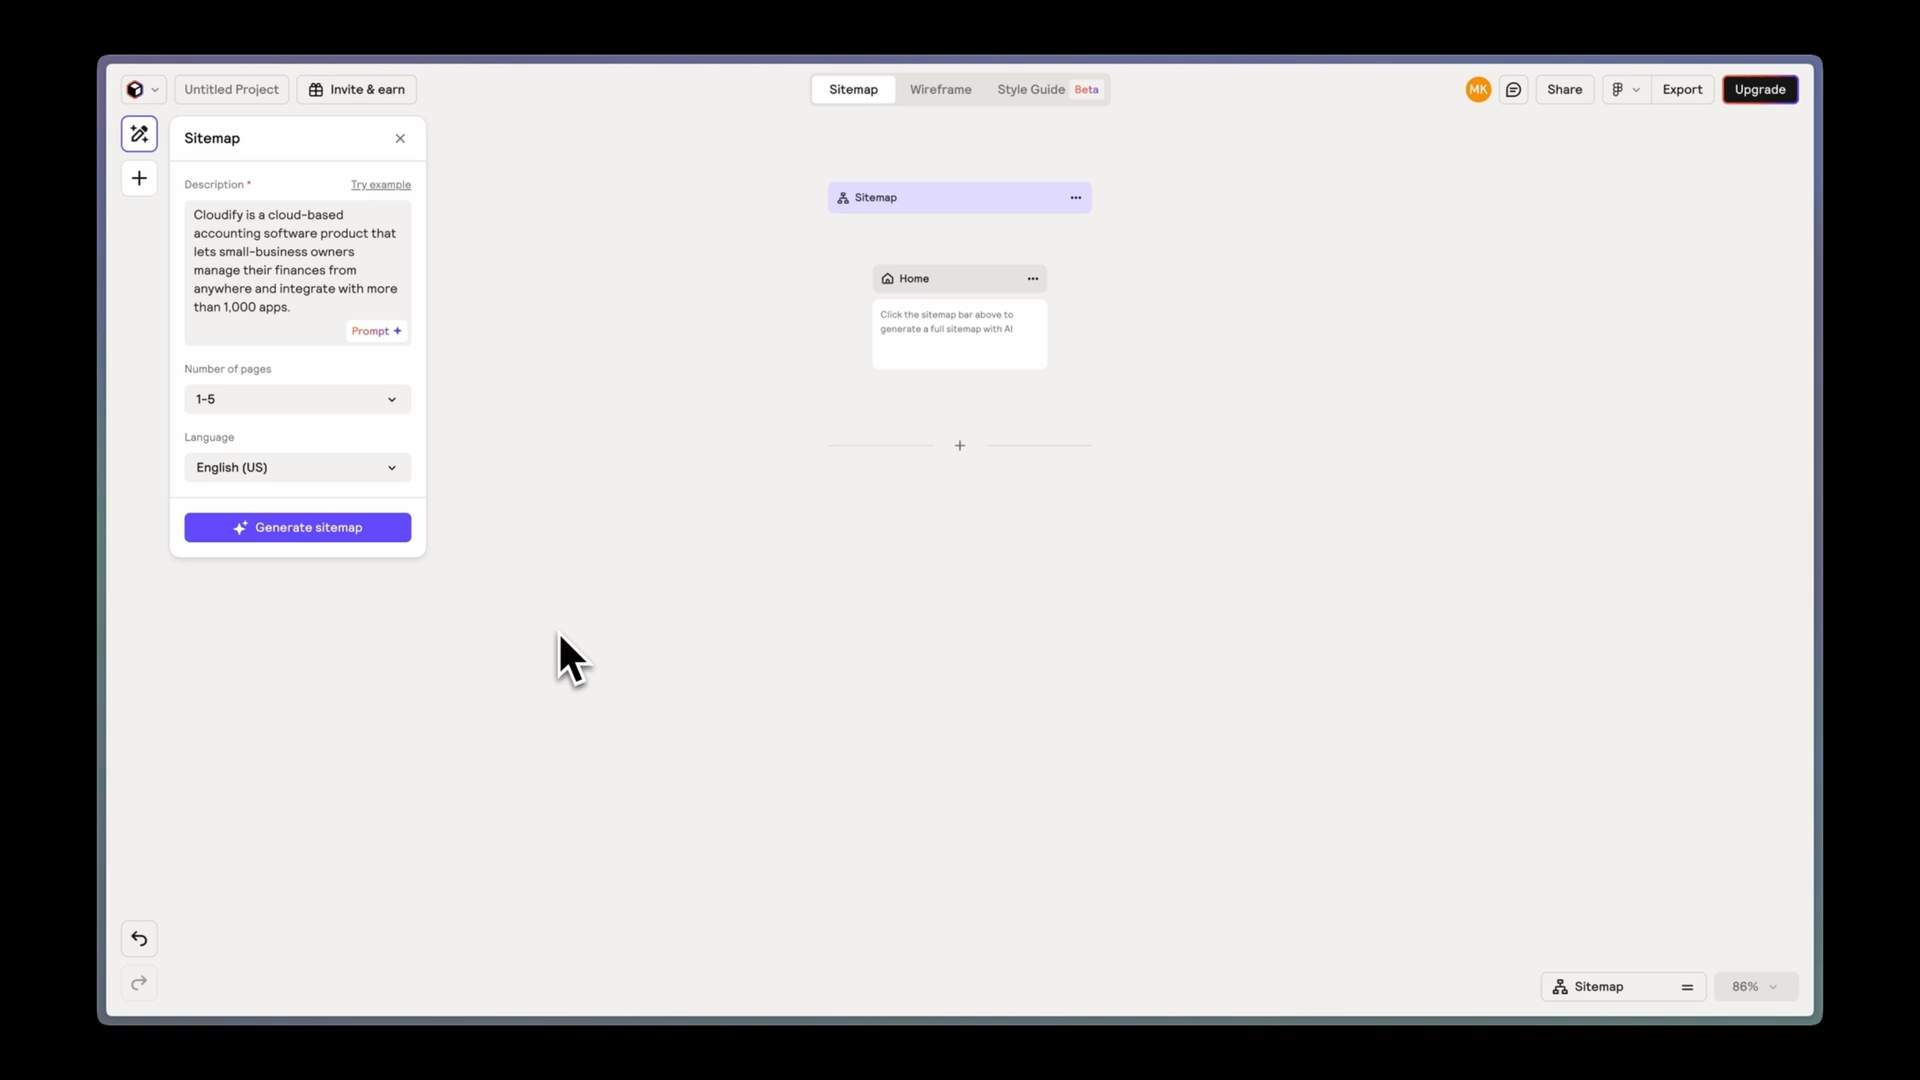 Untitled Project
Invite & earn
Sitemap
Wireframe
Style Guide
Beta
MK
Share
Export
Upgrade
Sitemap
Description *
Try example
Cloudify is a cloud-based
accounting software product that
lets small-business owners
manage their finances from
anywhere and integrate with more
than 1,000 apps.
Prompt
Number of pages
1-5
Language
English (US)
Generate sitemap
Sitemap
Home
Click the sitemap bar above to
generate a full sitemap with AI
Sitemap
86%